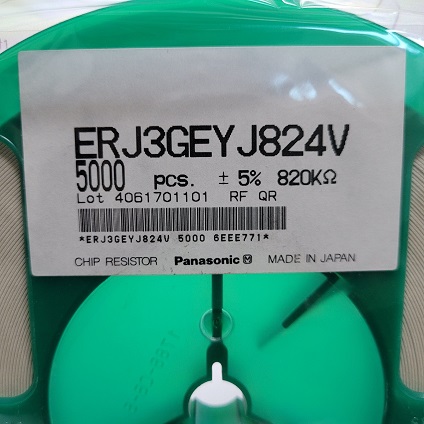 ERJ3GEYJ824V
5000 pcs. ± 5% 820KΩ
Lot 4061701101 RF QR
*ERJ3GEYJ824V 5000 6EEE771*
CHIP RESISTOR Panasonic Ⓜ MADE IN JAPAN